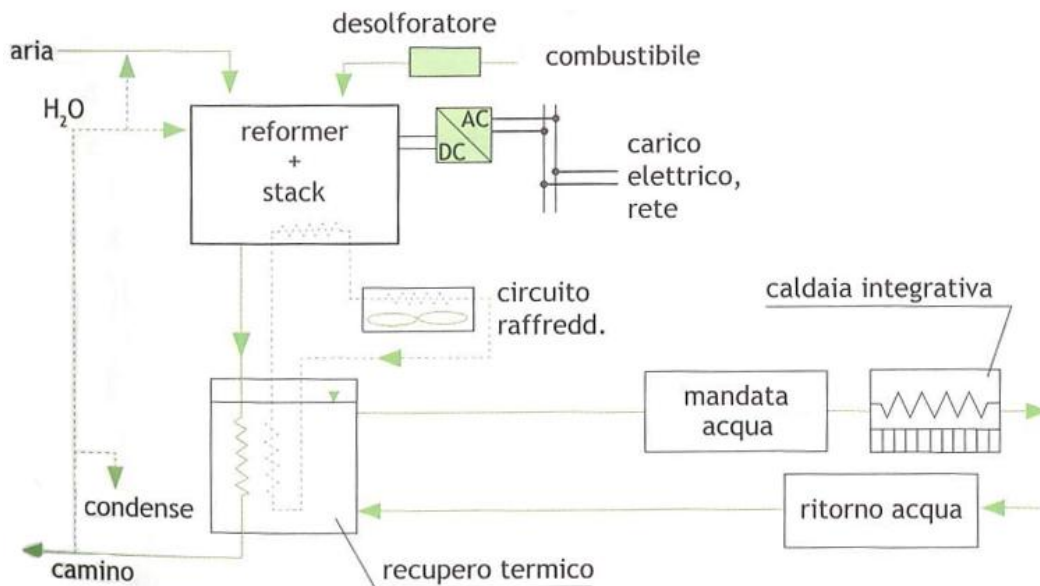 desolforatore
aria
combustibile
H₂O
reformer
+
stack
AC
DC
carico
elettrico,
rete
circuito
raffredd.
caldaia integrativa
mandata
acqua
condense
ritorno acqua
camino
recupero termico